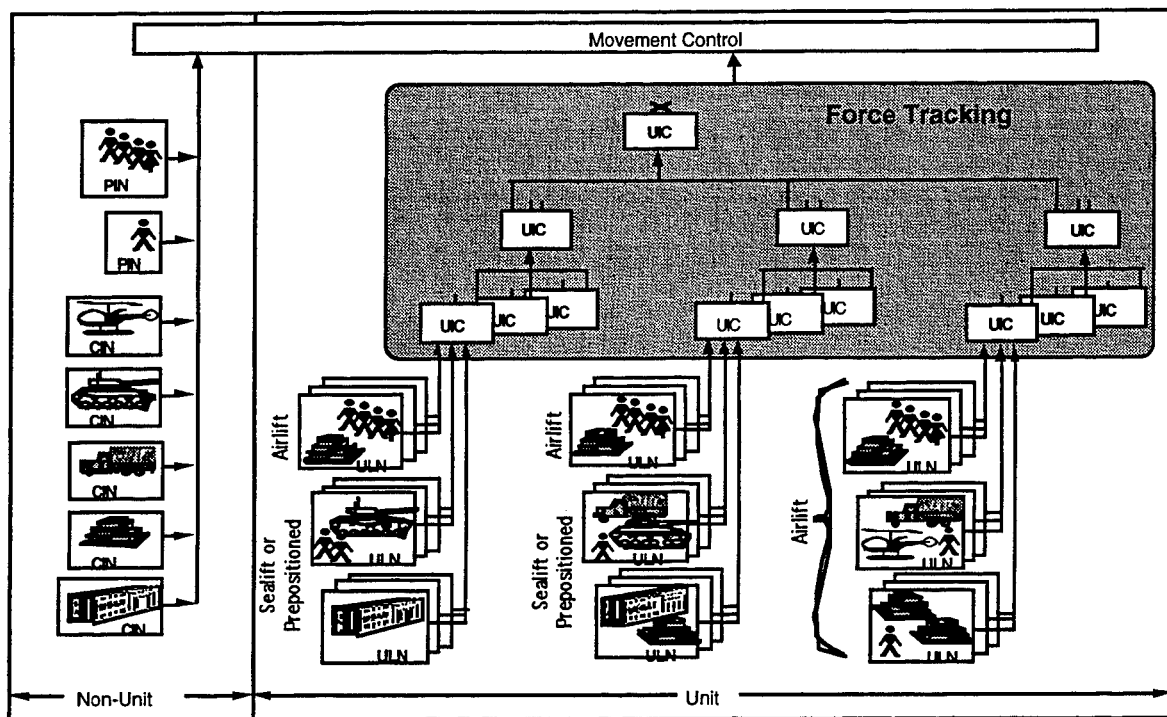 Movement Control
Force Tracking
UIC
UIC
UIC
UIC
UIC
UIC
UIC
UIC
UIC
UIC
UIC
UIC
UIC
PIN
PIN
CIN
CIN
CIN
CIN
CIN
Airlift
ULN
Sealift or
Prepositioned
ULN
ULN
Airlift
ULN
Sealift or
Prepositioned
ULN
ULN
Airlift
ULN
ULN
ULN
Non-Unit
Unit